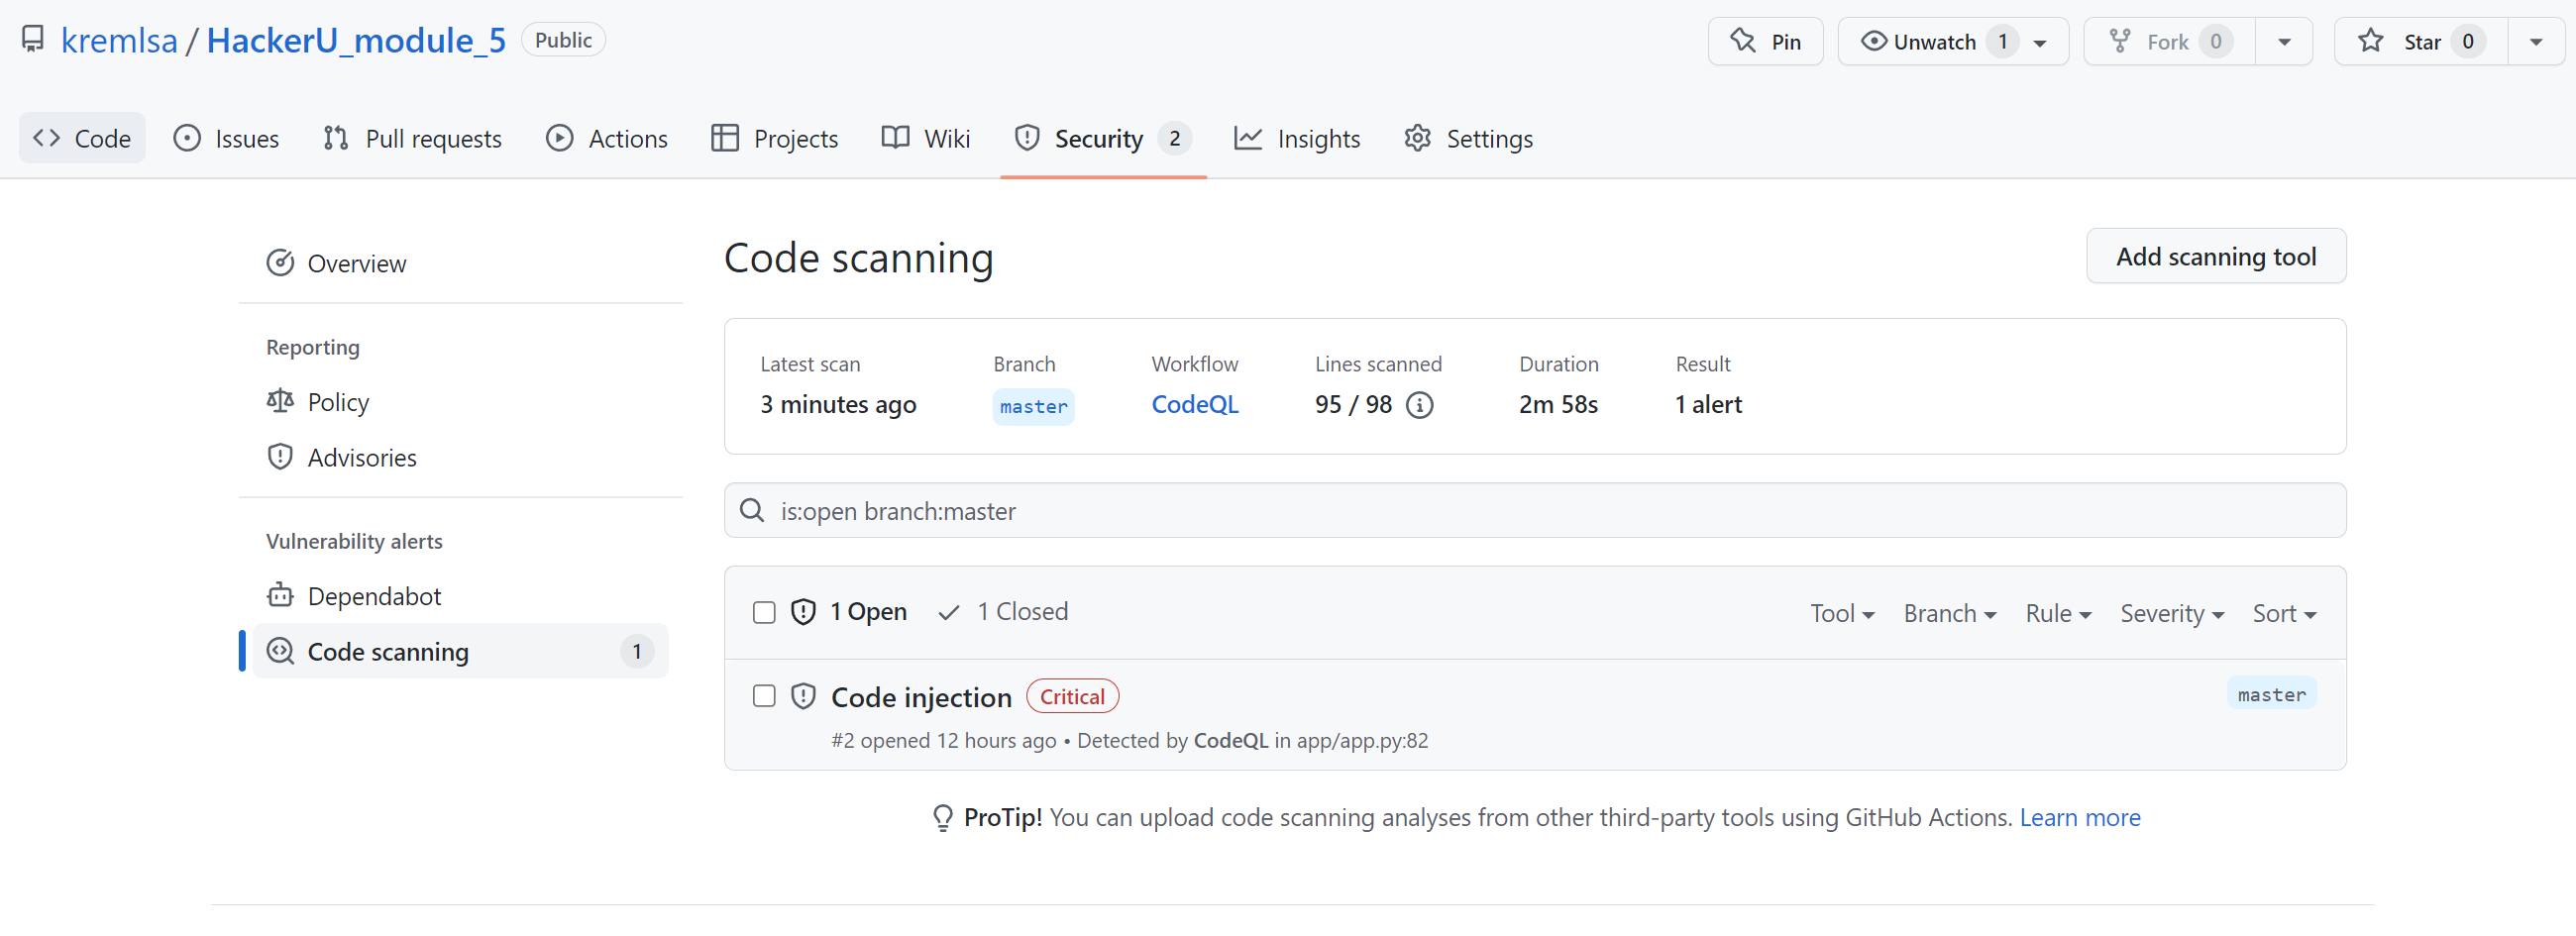 kremlsa / HackerU_module_5 Public
Pin
Unwatch 1
Fork 0
Star 0
Code
Issues
Pull requests
Actions
Projects
Wiki
Security 2
Insights
Settings
Overview
Reporting
Policy
Advisories
Vulnerability alerts
Dependabot
Code scanning 1
Code scanning
Add scanning tool
Latest scan
3 minutes ago
Branch
master
Workflow
CodeQL
Lines scanned
95 / 98
Duration
2m 58s
Result
1 alert
is:open branch:master
1 Open
1 Closed
Tool
Branch
Rule
Severity
Sort
Code injection Critical
master
#2 opened 12 hours ago • Detected by CodeQL in app/app.py:82
ProTip! You can upload code scanning analyses from other third-party tools using GitHub Actions. Learn more